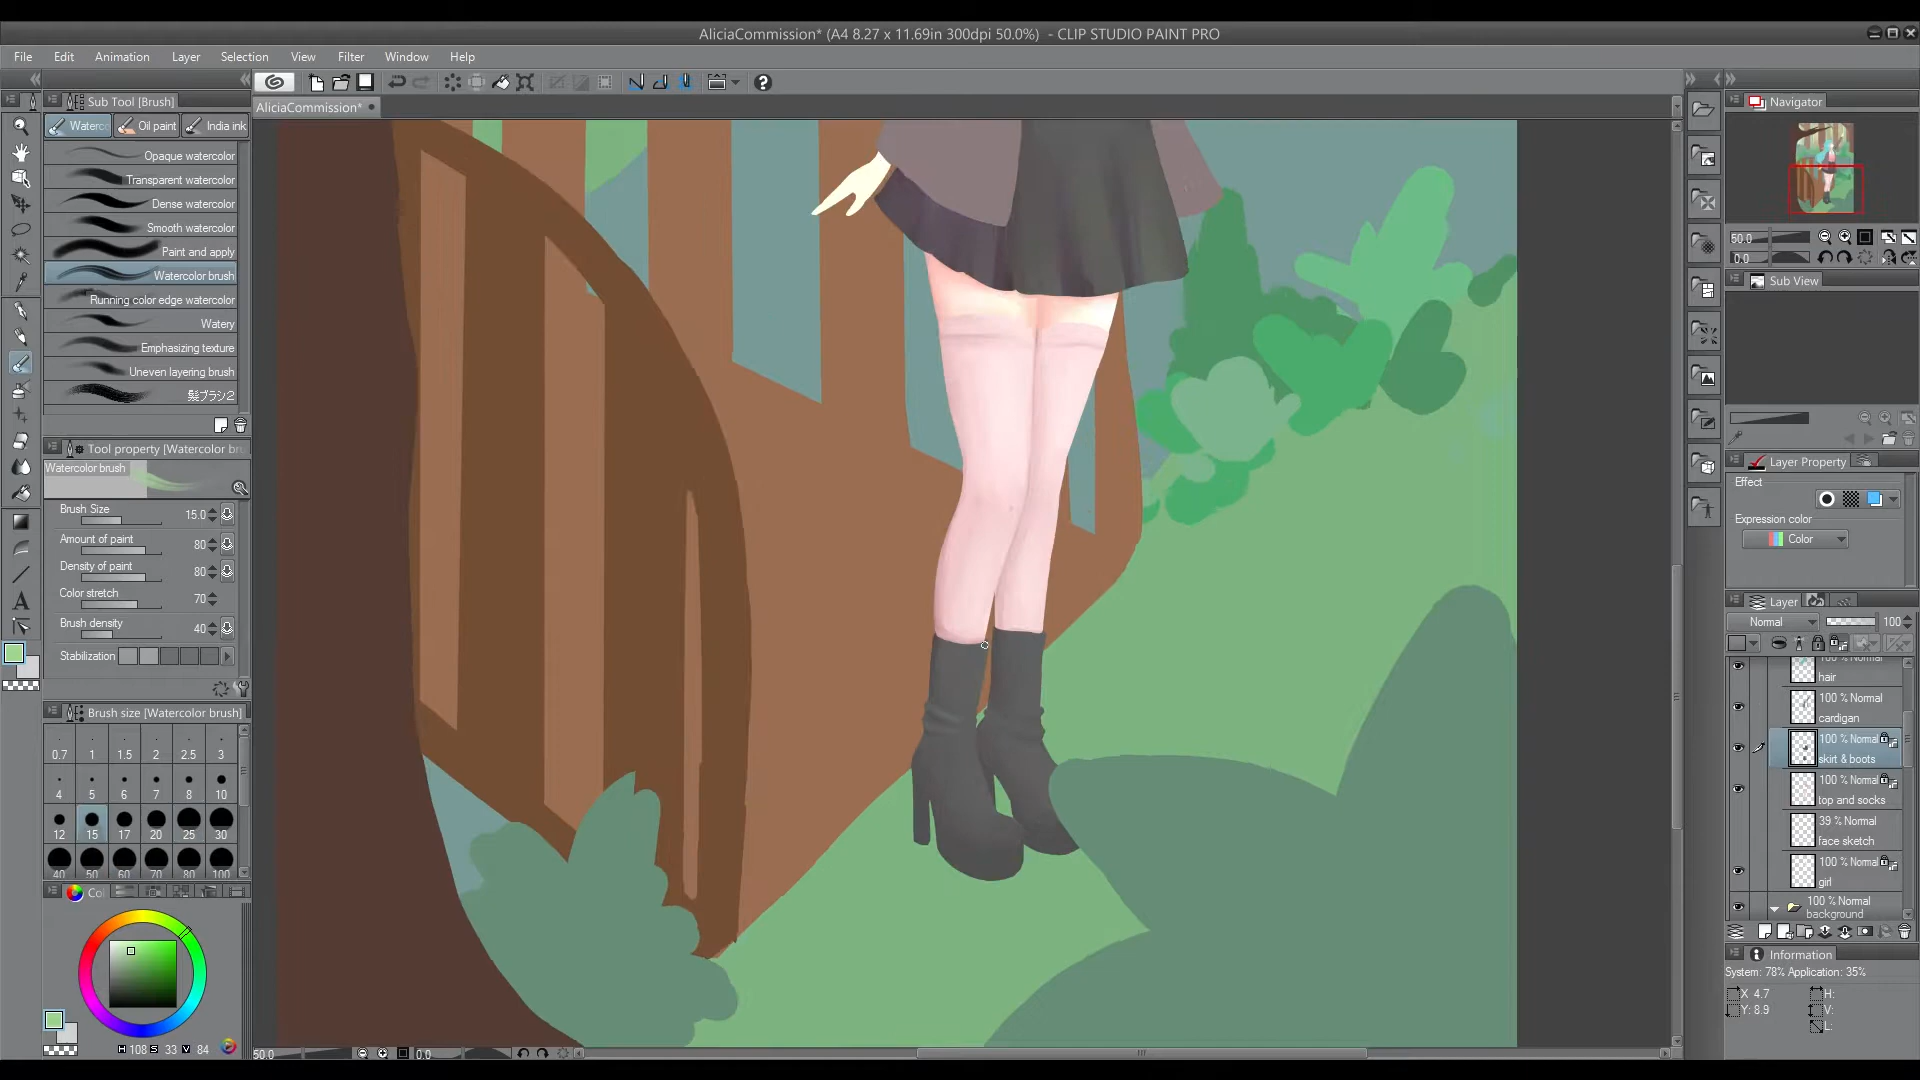 AliciaCommission* (A4 8.27 x 11.69in 300dpi 50.0%) - CLIP STUDIO PAINT PRO
File Edit Animation Layer Selection View Filter Window Help
Sub Tool [Brush]
AliciaCommission*
Navigator
Waterc Oil paint India ink
Opaque watercolor
Transparent watercolor
Dense watercolor
Smooth watercolor
Paint and apply
Watercolor brush
Running color edge watercolor
Watery
Emphasizing texture
Uneven layering brush
髪ブラシ2
Tool property [Watercolor br
Watercolor brush
Brush Size 15.0
Amount of paint 80
Density of paint 80
Color stretch 70
Brush density 40
Stabilization
Brush size [Watercolor brush]
0.7 1 1.5 2 2.5 3
4 5 6 7 8 10
12 15 17 20 25 30
40 50 60 70 80 100
Co
H 108 S 33 V 84
50.0 0.0
50.0
0.0
Sub View
Layer Property
Effect
Expression color
Color
Layer
Normal 100
100 % Normal
hair
100 % Normal
cardigan
100 % Normal
skirt & boots
100 % Normal
top and socks
39 % Normal
face sketch
100 % Normal
girl
100 % Normal
background
Information
System: 78% Application: 35%
X 4.7 H:
Y: 8.9 V:
L: